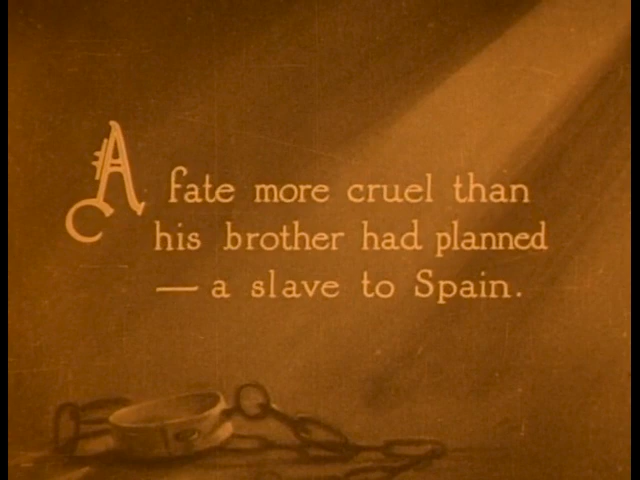 A fate more cruel than
his brother had planned
— a slave to Spain.